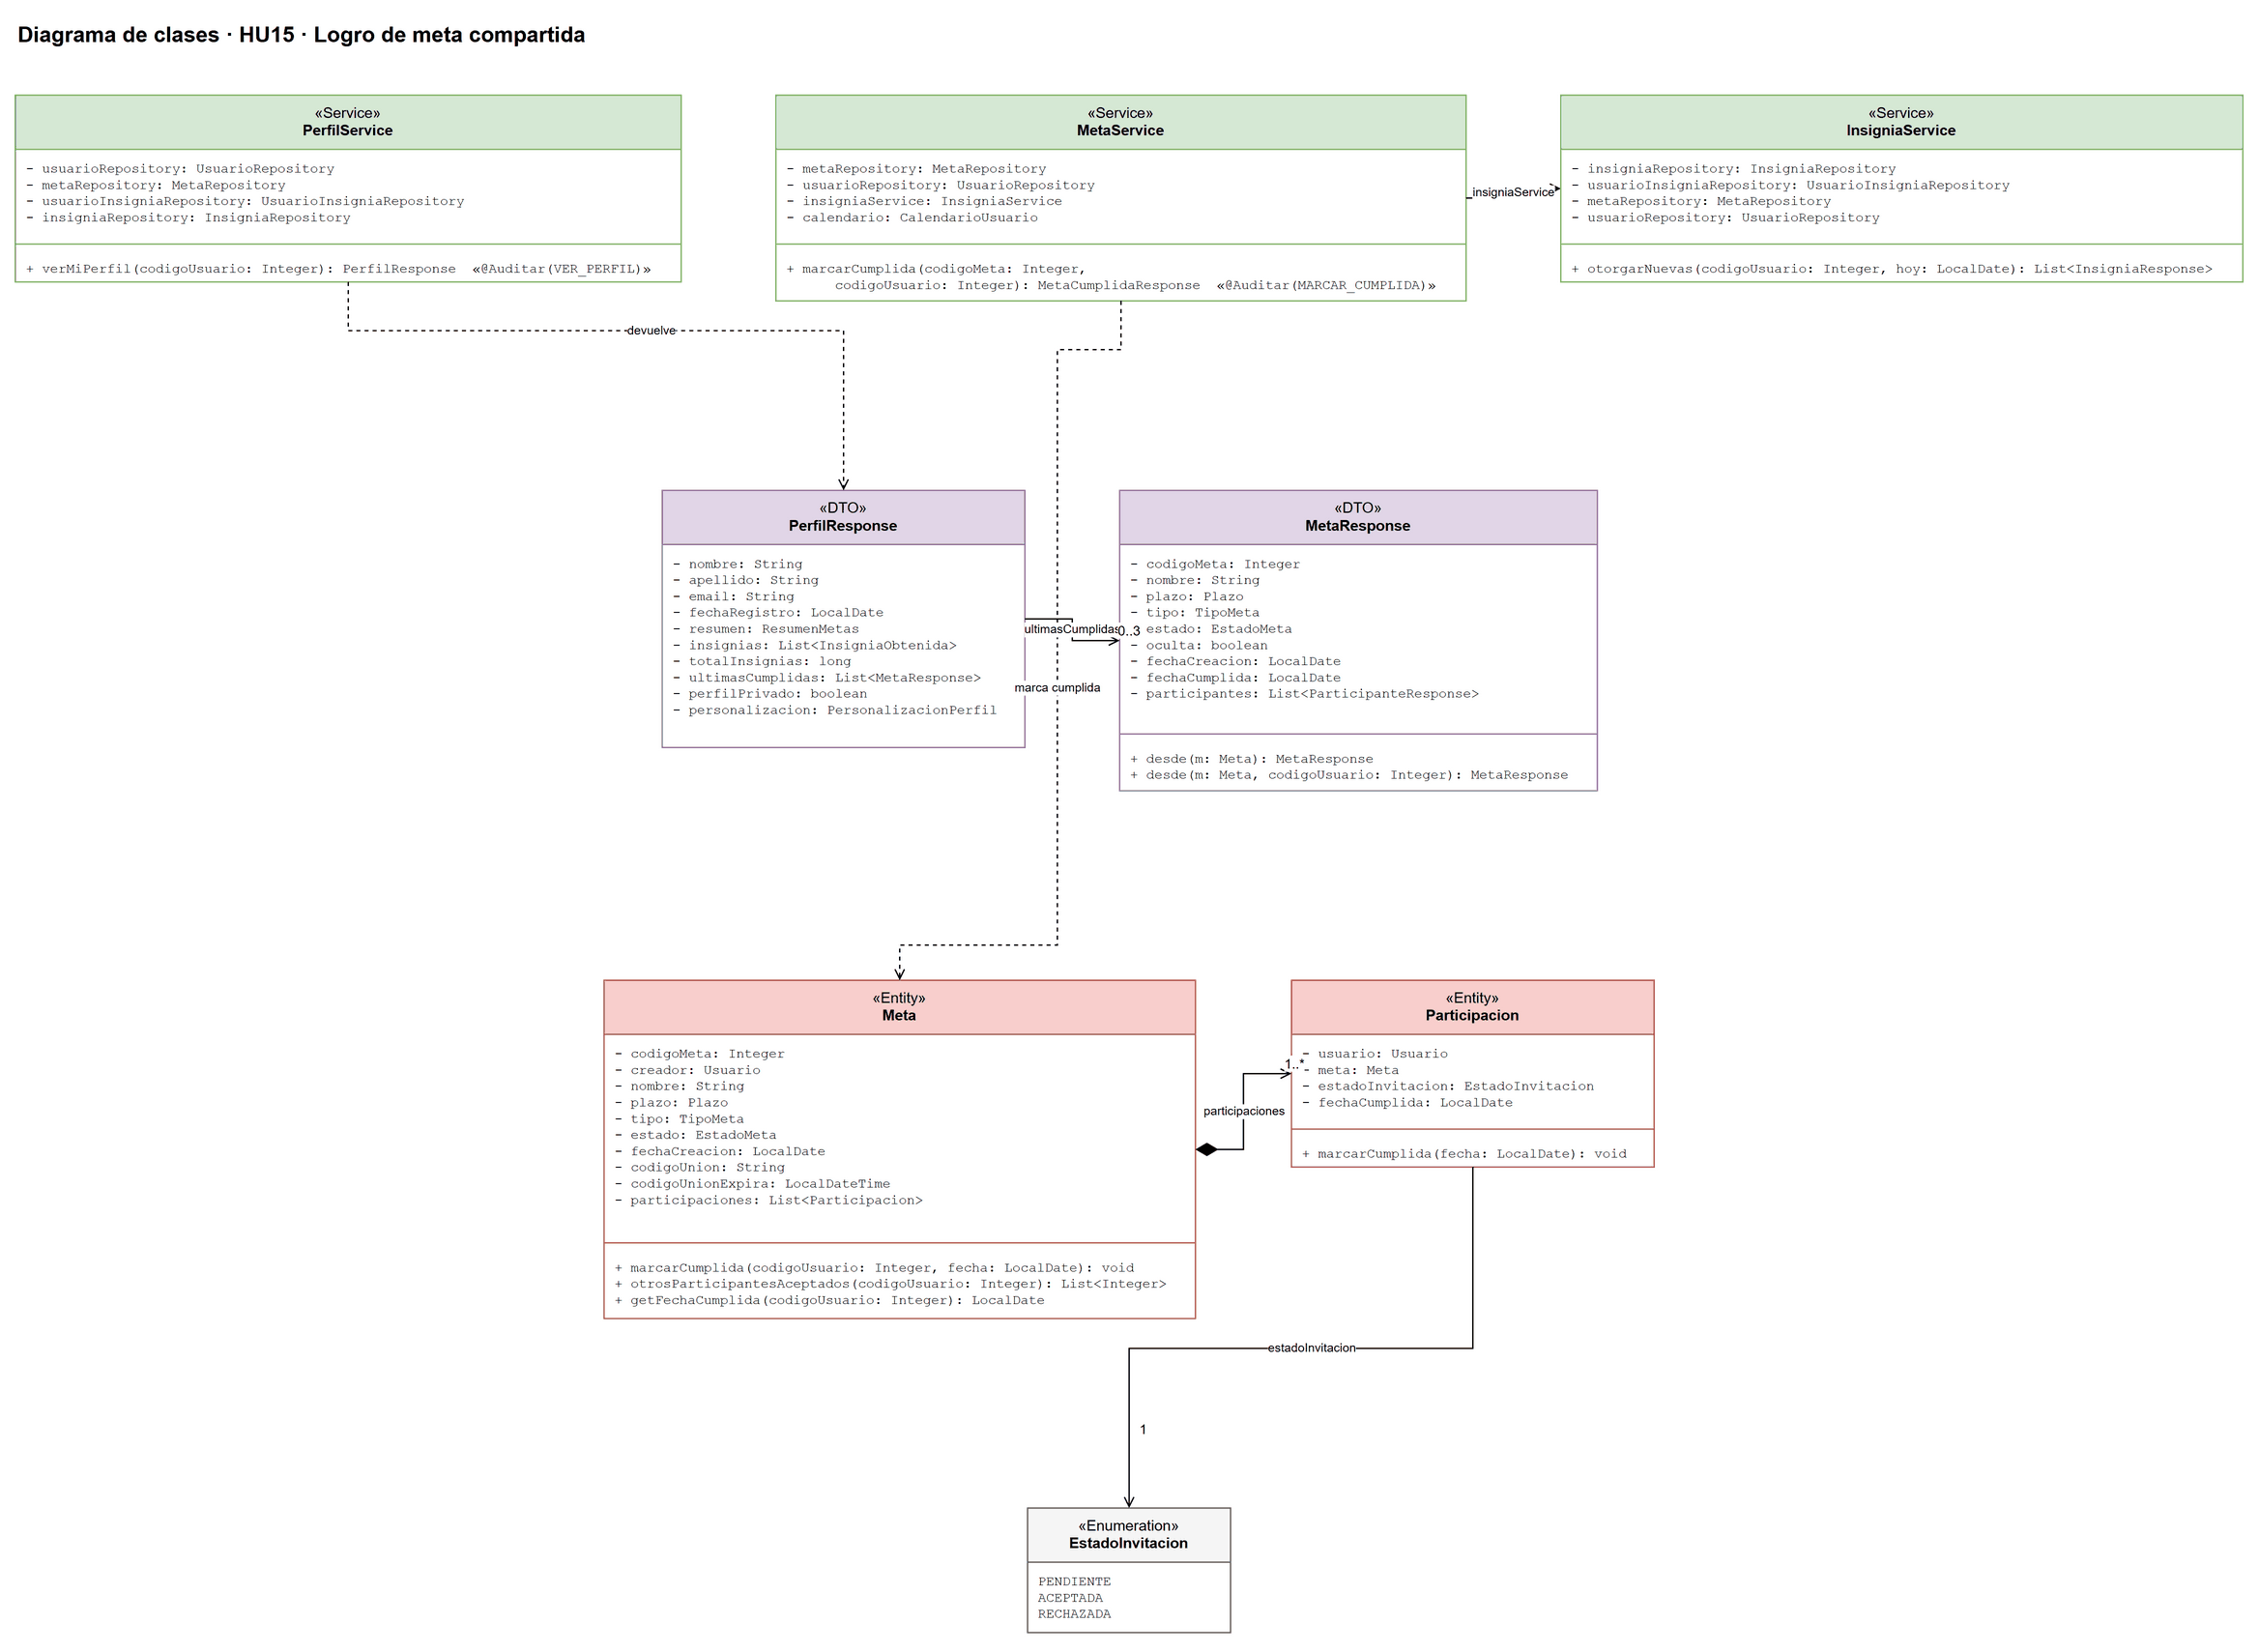 Diagrama de clases · HU15 · Logro de meta compartida
«Service»
PerfilService
- usuarioRepository: UsuarioRepository
- metaRepository: MetaRepository
- usuarioInsigniaRepository: UsuarioInsigniaRepository
- insigniaRepository: InsigniaRepository
+ verMiPerfil(codigoUsuario: Integer): PerfilResponse «@Auditar(VER_PERFIL)»
«Service»
MetaService
- metaRepository: MetaRepository
- usuarioRepository: UsuarioRepository
- insigniaService: InsigniaService
- calendario: CalendarioUsuario
+ marcarCumplida(codigoMeta: Integer,
codigoUsuario: Integer): MetaCumplidaResponse «@Auditar(MARCAR_CUMPLIDA)»
insigniaService
«Service»
InsigniaService
- insigniaRepository: InsigniaRepository
- usuarioInsigniaRepository: UsuarioInsigniaRepository
- metaRepository: MetaRepository
- usuarioRepository: UsuarioRepository
+ otorgarNuevas(codigoUsuario: Integer, hoy: LocalDate): List<InsigniaResponse>
devuelve
«DTO»
PerfilResponse
- nombre: String
- apellido: String
- email: String
- fechaRegistro: LocalDate
- resumen: ResumenMetas
- insignias: List<InsigniaObtenida>
- totalInsignias: long
- ultimasCumplidas: List<MetaResponse>
- perfilPrivado: boolean
- personalizacion: PersonalizacionPerfil
ultimasCumplidas
0..3
marca cumplida
«DTO»
MetaResponse
- codigoMeta: Integer
- nombre: String
- plazo: Plazo
- tipo: TipoMeta
estado: EstadoMeta
- oculta: boolean
- fechaCreacion: LocalDate
- fechaCumplida: LocalDate
- participantes: List<ParticipanteResponse>
+ desde(m: Meta): MetaResponse
+ desde(m: Meta, codigoUsuario: Integer): MetaResponse
«Entity»
Meta
- codigoMeta: Integer
- creador: Usuario
- nombre: String
- plazo: Plazo
- tipo: TipoMeta
- estado: EstadoMeta
- fechaCreacion: LocalDate
- codigoUnion: String
- codigoUnionExpira: LocalDateTime
- participaciones: List<Participacion>
+ marcarCumplida(codigoUsuario: Integer, fecha: LocalDate): void
+ otrosParticipantesAceptados(codigoUsuario: Integer): List<Integer>
+ getFechaCumplida(codigoUsuario: Integer): LocalDate
participaciones
1..*
«Entity»
Participacion
- usuario: Usuario
- meta: Meta
- estadoInvitacion: EstadoInvitacion
- fechaCumplida: LocalDate
+ marcarCumplida(fecha: LocalDate): void
estadoInvitacion
1
«Enumeration»
EstadoInvitacion
PENDIENTE
ACEPTADA
RECHAZADA